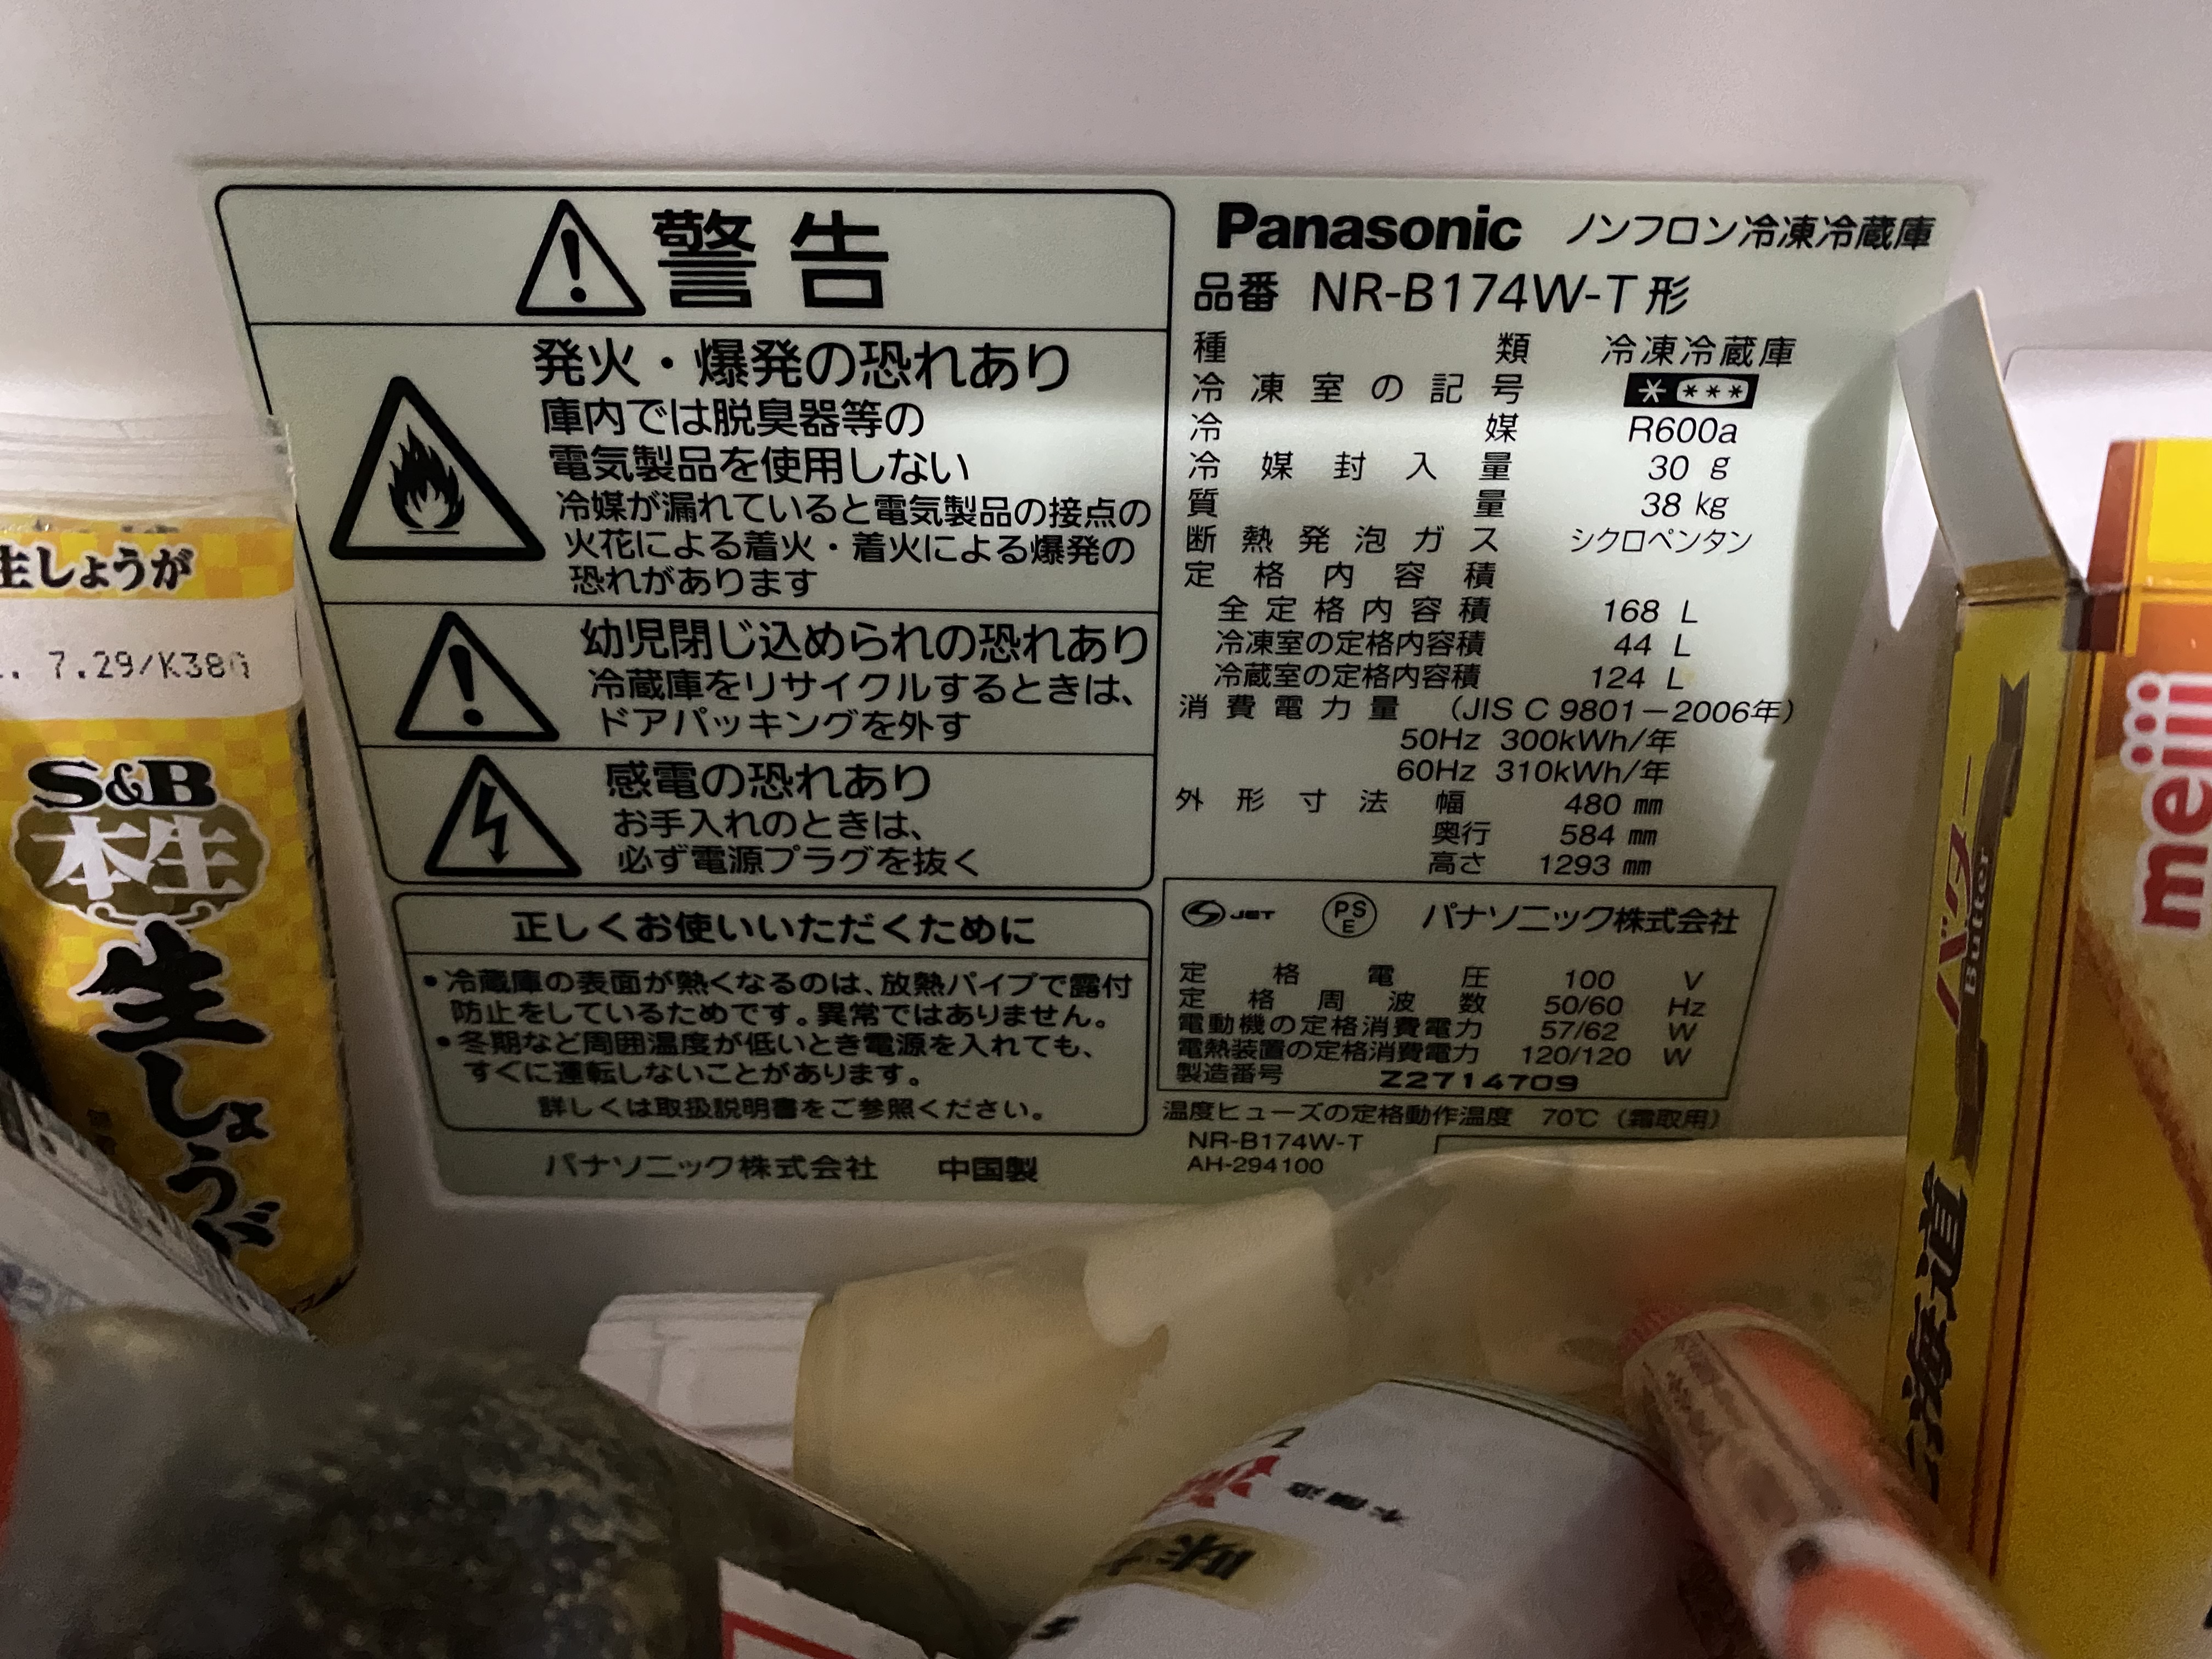 警告
発火・爆発の恐れあり
庫内では脱臭器等の
電気製品を使用しない
冷媒が漏れていると電気製品の接点の
火花による着火・着火による爆発の
恐れがあります
幼児閉じ込められの恐れあり
冷蔵庫をリサイクルするときは、
ドアパッキングを外す
感電の恐れあり
お手入れのときは、
必ず電源プラグを抜く
正しくお使いいただくために
・冷蔵庫の表面が熱くなるのは、放熱パイプで露付
防止をしているためです。異常ではありません。
・冬期など周囲温度が低いとき電源を入れても、
すぐに運転しないことがあります。
詳しくは取扱説明書をご参照ください。
パナソニック株式会社 中国製
Panasonic ノンフロン冷凍冷蔵庫
品番 NR-B174W-T形
種類 冷凍冷蔵庫
冷凍室の記号 * ***
冷媒 R600a
冷媒封入量 30 g
質量 38 kg
断熱発泡ガス シクロペンタン
定格内容積
全定格内容積 168 L
冷凍室の定格内容積 44 L
冷蔵室の定格内容積 124 L
消費電力量 (JIS C 9801-2006年)
50Hz 300kWh/年
60Hz 310kWh/年
外形寸法 幅 480 mm
奥行 584 mm
高さ 1293 mm
JET PSE パナソニック株式会社
定格電圧 100 V
定格周波数 50/60 Hz
電動機の定格消費電力 57/62 W
電熱装置の定格消費電力 120/120 W
製造番号 Z2714709
温度ヒューズの定格動作温度 70℃ (霜取用)
NR-B174W-T
AH-294100
生しょうが
7.29/K38G
S&B
本生
生しょうが
バター
Butter
北海道
meiji
本醸造